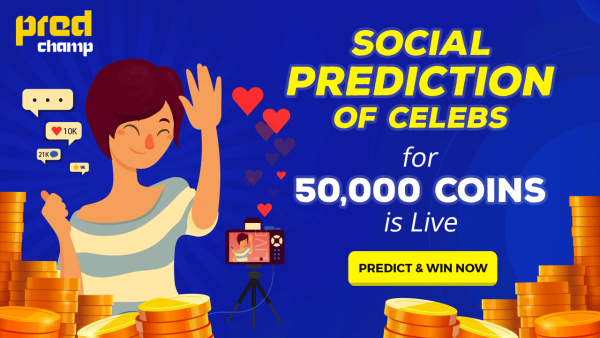 pred
champ
SOCIAL
PREDICTION
OF CELEBS
for
50,000 COINS
is Live
PREDICT & WIN NOW
10K
21K